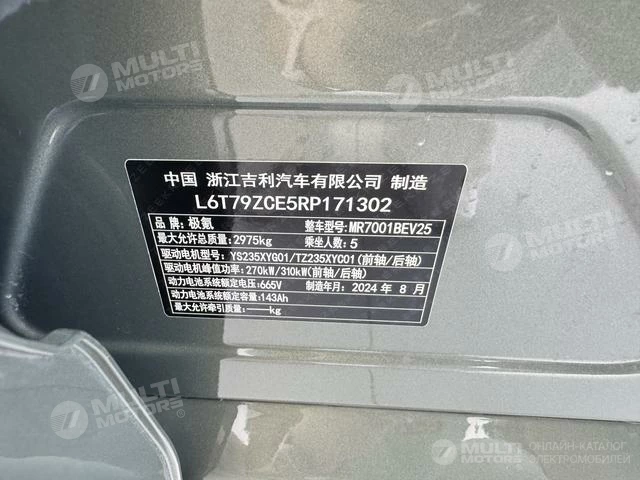 MULTI MOTORS
MULTI MOTORS
中国 浙江吉利汽车有限公司 制造
L6T79ZCE5RP171302
品牌:极氪 整车型号:MR7001BEV25
最大允许总质量:2975kg 乘坐人数:5
驱动电机型号:YS235XYG01/TZ235XYC01(前轴/后轴)
驱动电机峰值功率:270kW/310kW(前轴/后轴)
动力电池系统额定电压:665V 制造年月:2024 年 8 月
动力电池系统额定容量:143Ah
最大允许牵引质量:——kg
MULTI MOTORS
MULTI MOTORS
ОНЛАЙН-КАТАЛОГ
ЭЛЕКТРОМОБИЛЕЙ